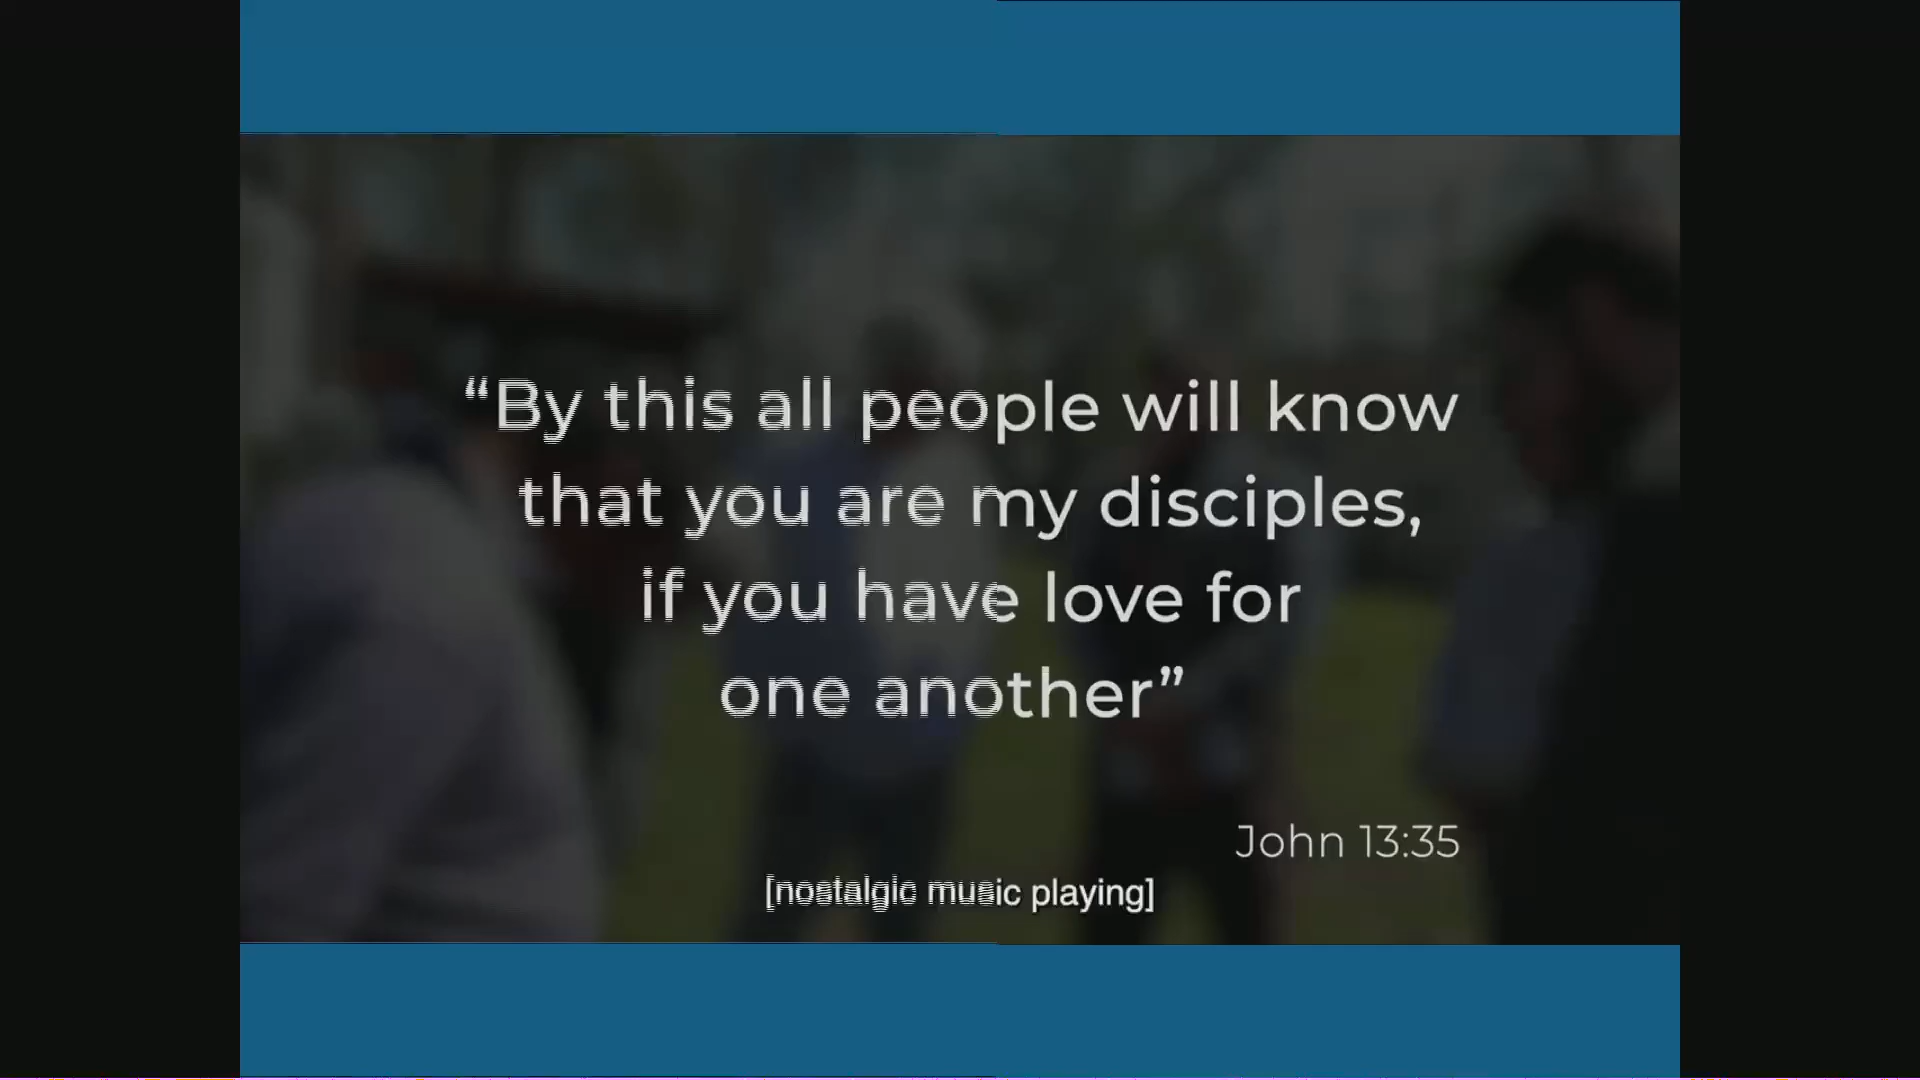 “By this all people will know
that you are my disciples,
if you have love for
one another”
John 13:35
[nostalgic music playing]